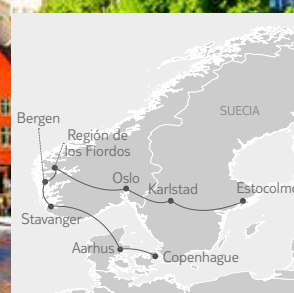 SUECIA
Bergen
Región de
los Fiordos
Oslo
Karlstad
Estocolmo
Stavanger
Aarhus
Copenhague